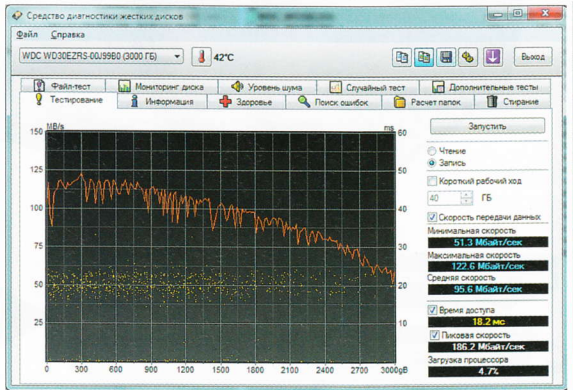 Средство диагностики жестких дисков
Файл Справка
WDC WD30EZRS-00J99B0 (3000 ГБ) 42°C Выход
Файл-тест Мониторинг диска Уровень шума Случайный тест Дополнительные тесты
Тестирование Информация Здоровье Поиск ошибок Расчет папок Стирание
MB/s ms
150 125 100 75 50 25
60 50 40 30 20 10
0 300 600 900 1200 1500 1800 2100 2400 2700 3000gB
Запустить
Чтение
Запись
Короткий рабочий ход
40 ГБ
Скорость передачи данных
Минимальная скорость
51.3 Мбайт/сек
Максимальная скорость
122.6 Мбайт/сек
Средняя скорость
95.6 Мбайт/сек
Время доступа
18.2 мс
Пиковая скорость
186.2 Мбайт/сек
Загрузка процессора
4.7%